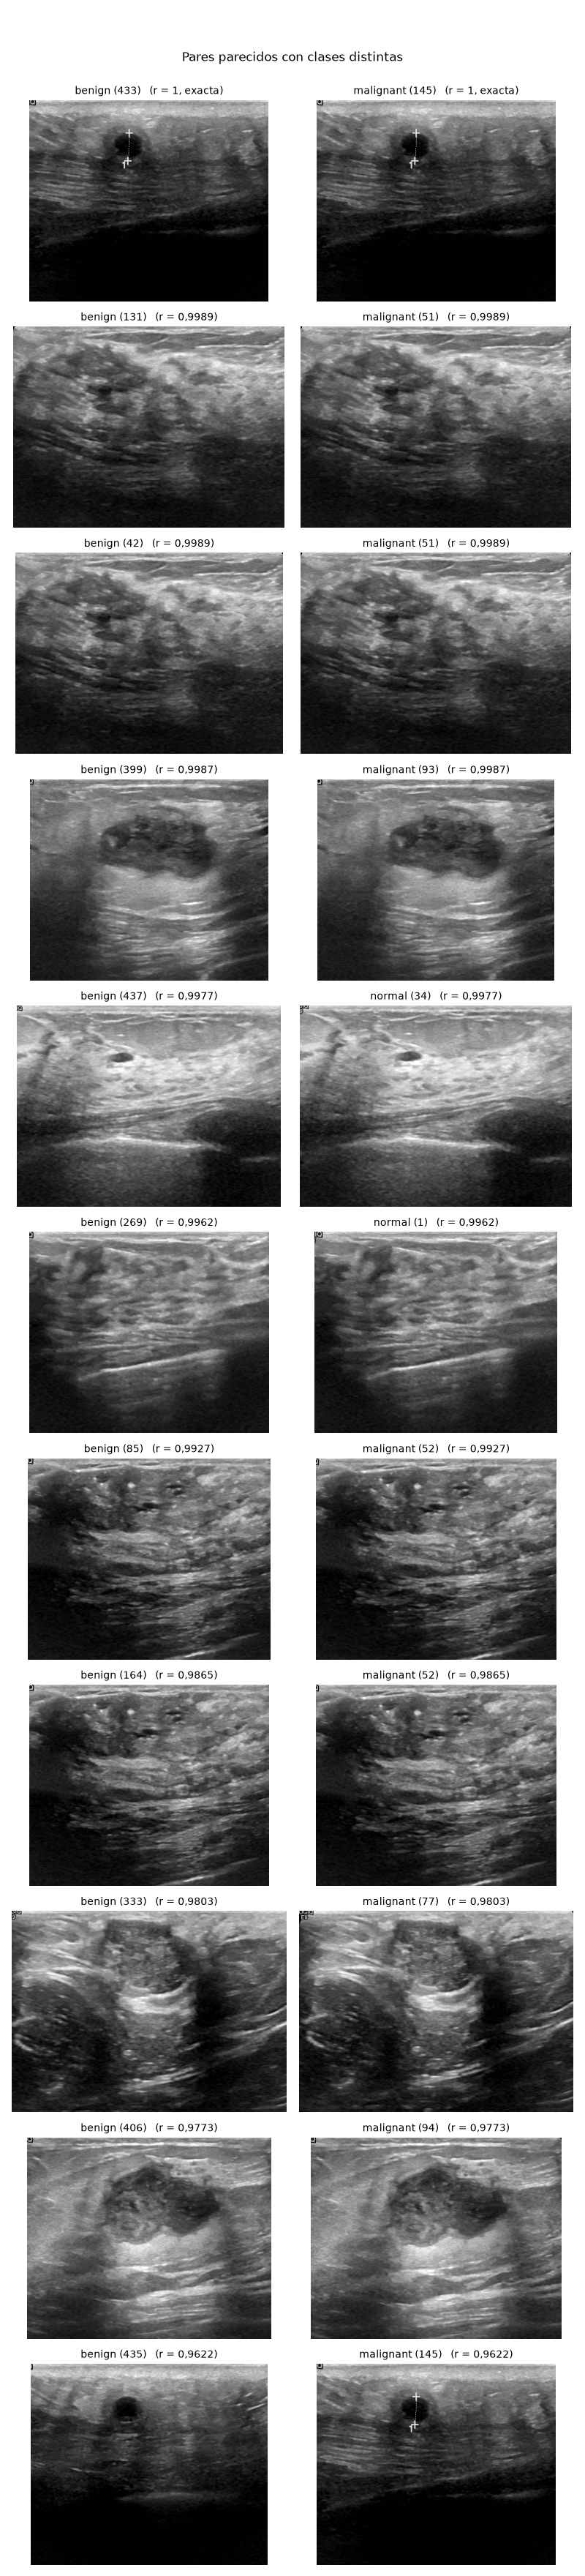 Pares parecidos con clases distintas
benign (433)   (r = 1, exacta)
malignant (145)   (r = 1, exacta)
1
1
benign (131)   (r = 0,9989)
malignant (51)   (r = 0,9989)
benign (42)   (r = 0,9989)
malignant (51)   (r = 0,9989)
benign (399)   (r = 0,9987)
malignant (93)   (r = 0,9987)
benign (437)   (r = 0,9977)
normal (34)   (r = 0,9977)
benign (269)   (r = 0,9962)
normal (1)   (r = 0,9962)
benign (85)   (r = 0,9927)
malignant (52)   (r = 0,9927)
benign (164)   (r = 0,9865)
malignant (52)   (r = 0,9865)
benign (333)   (r = 0,9803)
malignant (77)   (r = 0,9803)
benign (406)   (r = 0,9773)
malignant (94)   (r = 0,9773)
benign (435)   (r = 0,9622)
malignant (145)   (r = 0,9622)
1